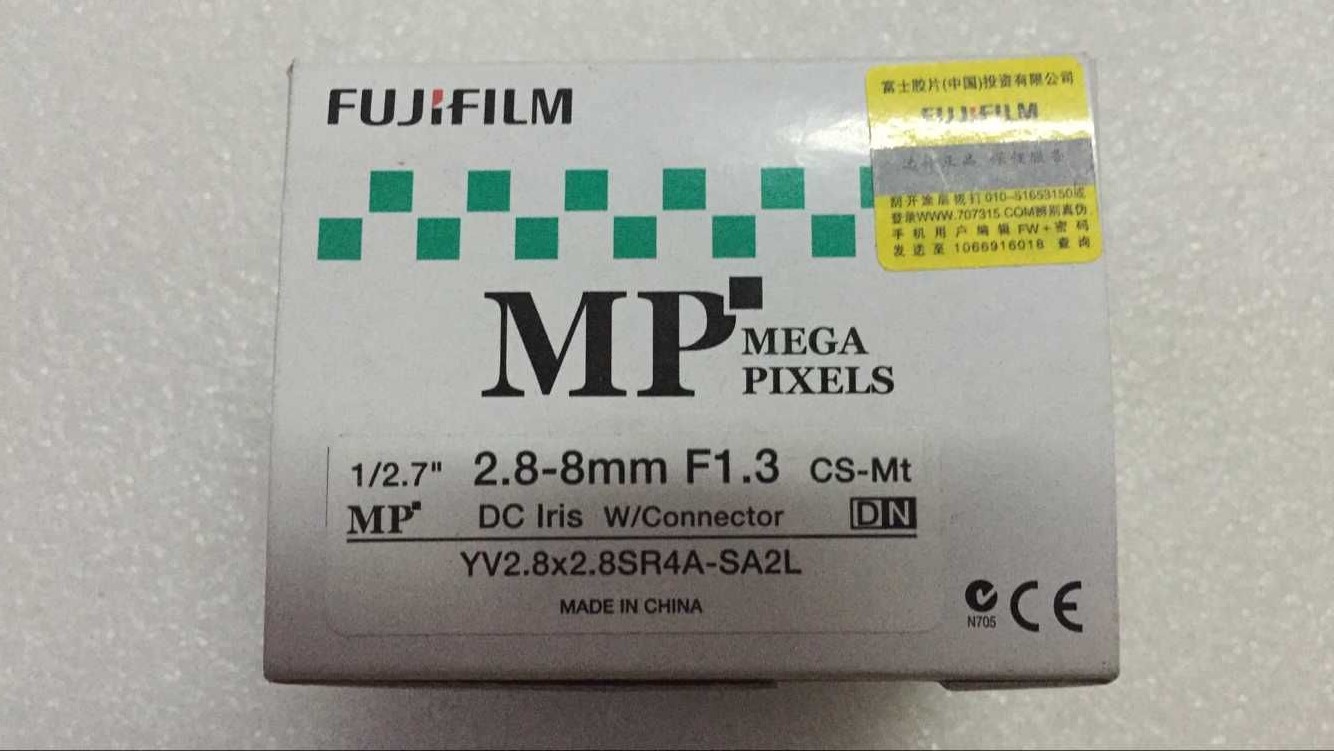 FUJIFILM
富士胶片(中国)投资有限公司
FUJIFILM
刮开涂层拨打010-51653150或
登录WWW.707315.COM辨别真伪
手机用户编辑FW+密码
发送至1066916018 查询
MP
MEGA
PIXELS
1/2.7" 2.8-8mm F1.3 CS-Mt
MP DC Iris W/Connector DN
YV2.8x2.8SR4A-SA2L
MADE IN CHINA
N705
CE